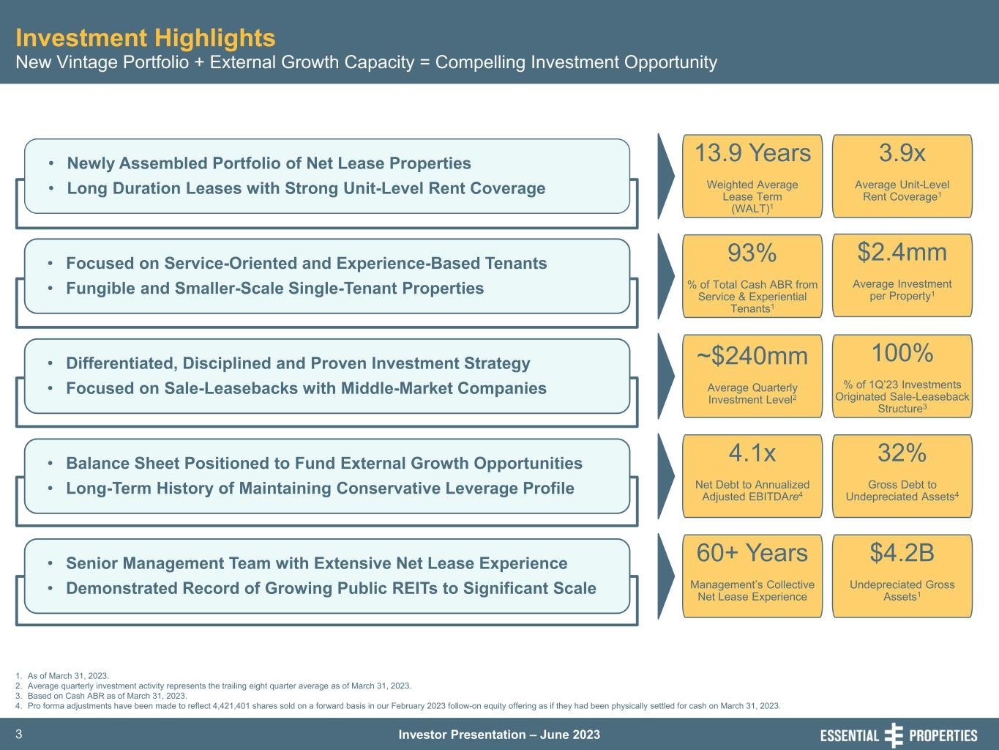 Investment Highlights
New Vintage Portfolio + External Growth Capacity = Compelling Investment Opportunity
• Newly Assembled Portfolio of Net Lease Properties
• Long Duration Leases with Strong Unit-Level Rent Coverage
13.9 Years
Weighted Average
Lease Term
(WALT)1
3.9x
Average Unit-Level
Rent Coverage1
• Focused on Service-Oriented and Experience-Based Tenants
• Fungible and Smaller-Scale Single-Tenant Properties
93%
% of Total Cash ABR from
Service & Experiential
Tenants1
$2.4mm
Average Investment
per Property1
• Differentiated, Disciplined and Proven Investment Strategy
• Focused on Sale-Leasebacks with Middle-Market Companies
~$240mm
Average Quarterly
Investment Level2
100%
% of 1Q’23 Investments
Originated Sale-Leaseback
Structure3
• Balance Sheet Positioned to Fund External Growth Opportunities
• Long-Term History of Maintaining Conservative Leverage Profile
4.1x
Net Debt to Annualized
Adjusted EBITDAre4
32%
Gross Debt to
Undepreciated Assets4
• Senior Management Team with Extensive Net Lease Experience
• Demonstrated Record of Growing Public REITs to Significant Scale
60+ Years
Management’s Collective
Net Lease Experience
$4.2B
Undepreciated Gross
Assets1
1. As of March 31, 2023.
2. Average quarterly investment activity represents the trailing eight quarter average as of March 31, 2023.
3. Based on Cash ABR as of March 31, 2023.
4. Pro forma adjustments have been made to reflect 4,421,401 shares sold on a forward basis in our February 2023 follow-on equity offering as if they had been physically settled for cash on March 31, 2023.
3
Investor Presentation – June 2023
ESSENTIAL PROPERTIES